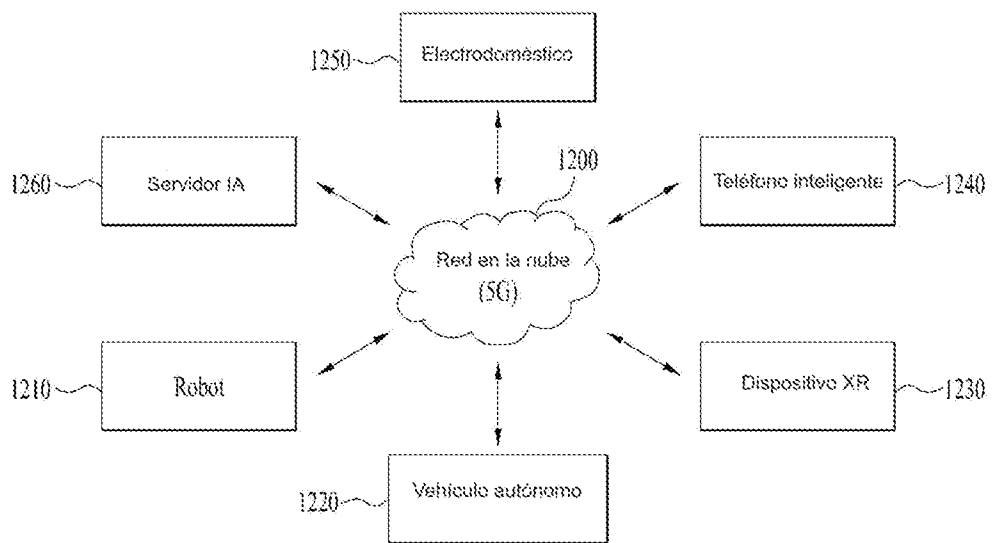 1250
Electrodoméstico
1260
Servidor IA
1200
Teléfono inteligente
1240
Red en la nube
(5G)
1210
Robot
Dispositivo XR
1230
1220
Vehículo autónomo